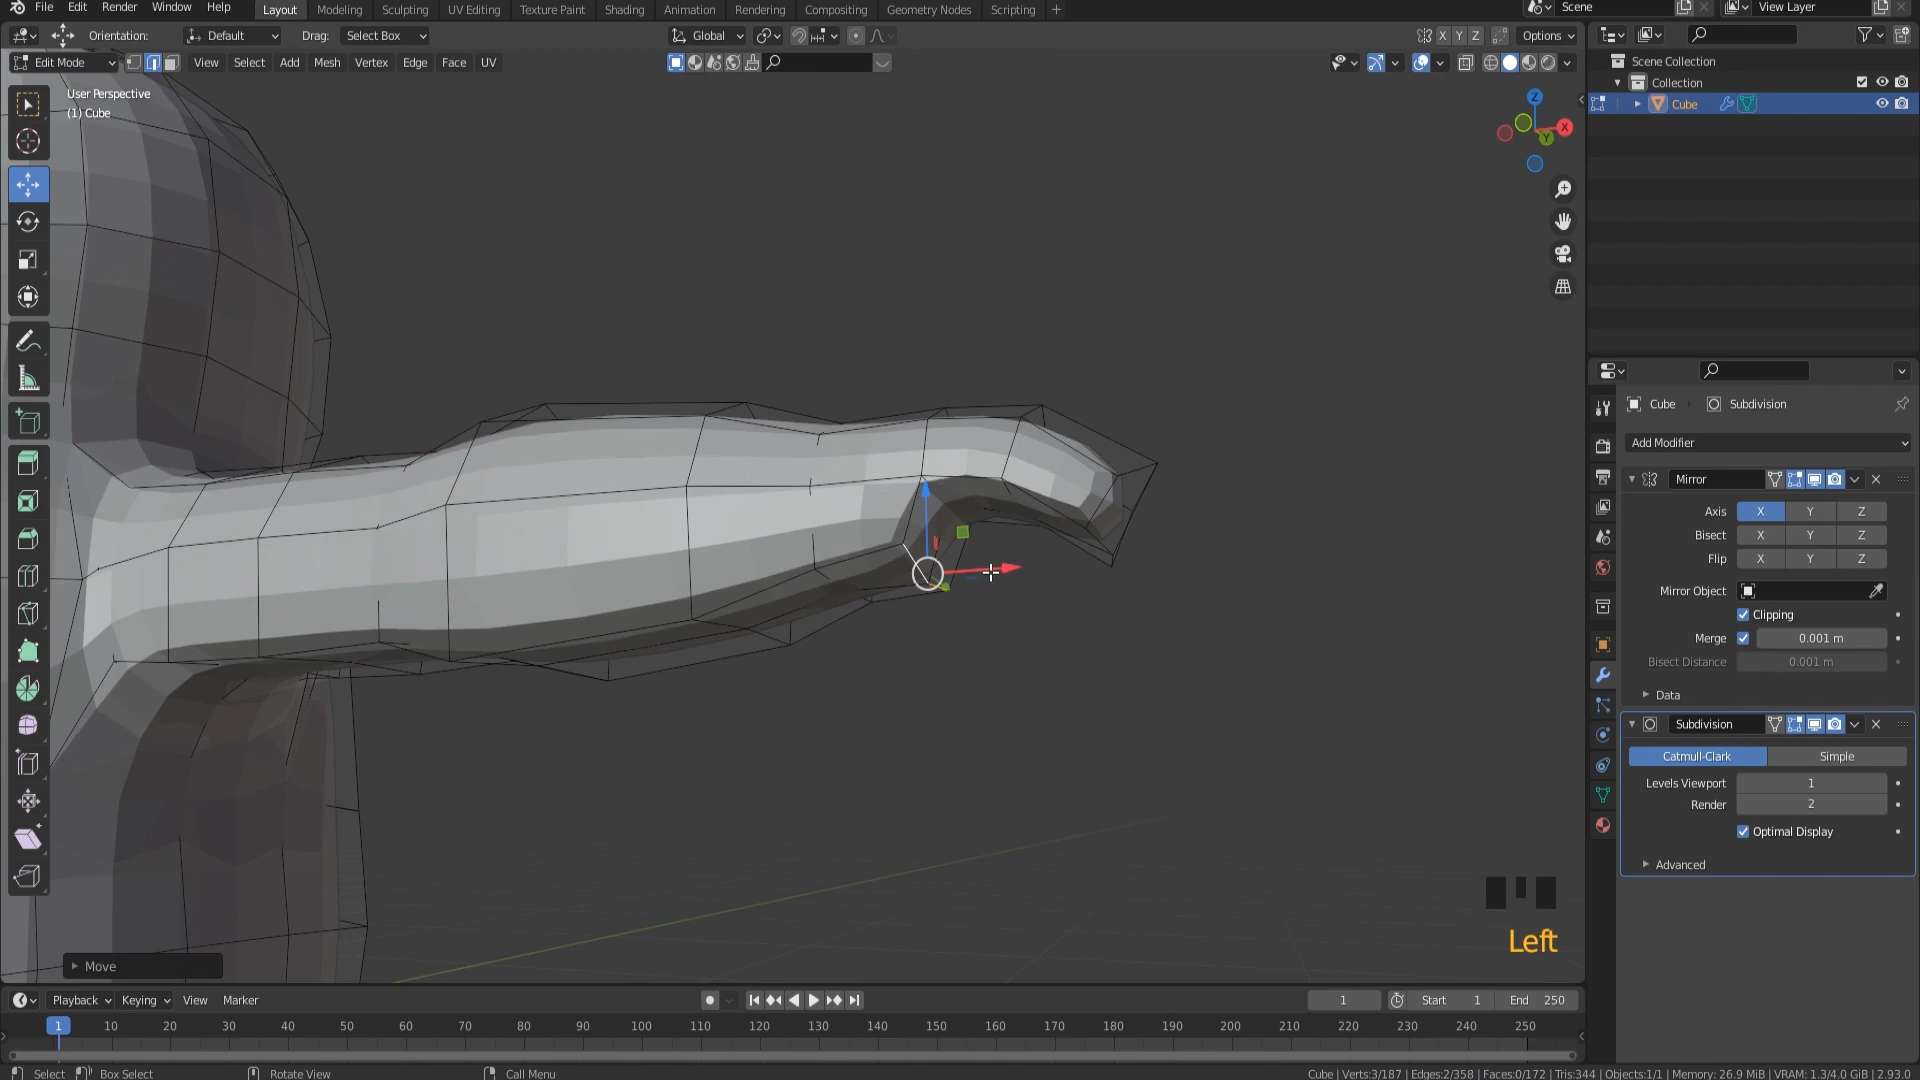 File Edit Render Window Help Layout Modeling Sculpting UV Editing Texture Paint Shading Animation Rendering Compositing Geometry Nodes Scripting + Scene View Layer
Orientation: Default Drag: Select Box Global X Y Z Options
Edit Mode View Select Add Mesh Vertex Edge Face UV
User Perspective
(1) Cube
Z
X
Y
Scene Collection
Collection
Cube
Cube Subdivision
Add Modifier
Mirror
Axis X Y Z
Bisect X Y Z
Flip X Y Z
Mirror Object
Clipping
Merge 0.001 m
Bisect Distance 0.001 m
Data
Subdivision
Catmull-Clark Simple
Levels Viewport 1
Render 2
Optimal Display
Advanced
Left
Move
Playback Keying View Marker 1 Start 1 End 250
1 10 20 30 40 50 60 70 80 90 100 110 120 130 140 150 160 170 180 190 200 210 220 230 240 250
Select Box Select Rotate View Call Menu Cube | Verts:3/187 | Edges:2/358 | Faces:0/172 | Tris:344 | Objects:1/1 | Memory: 26.9 MiB | VRAM: 1.3/4.0 GiB | 2.93.0